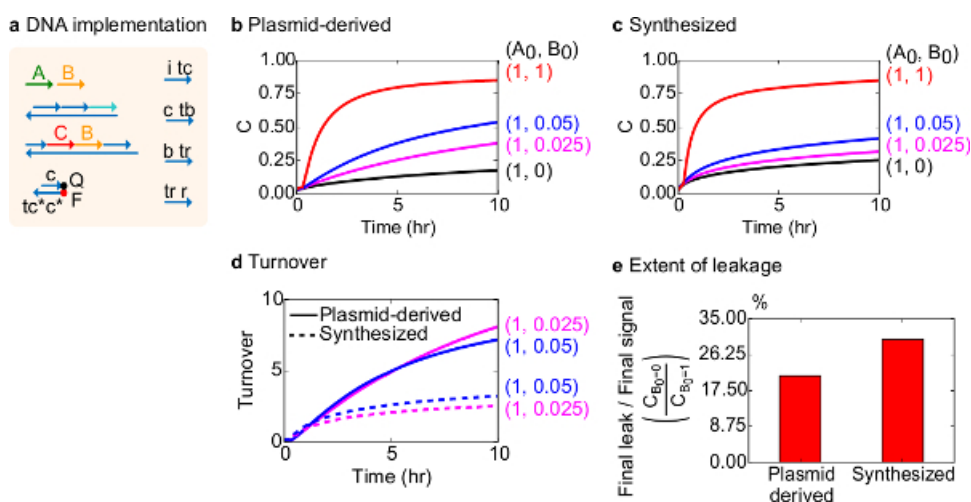 a DNA implementation
A B
C B
c Q
F
tc*c*
i tc
c tb
b tr
tr r
b Plasmid-derived
(A0, B0)
(1, 1)
(1, 0.05)
(1, 0.025)
(1, 0)
C
1.00
0.75
0.50
0.25
0.00
0 5 10
Time (hr)
c Synthesized
(A0, B0)
(1, 1)
(1, 0.05)
(1, 0.025)
(1, 0)
C
1.00
0.75
0.50
0.25
0.00
0 5 10
Time (hr)
d Turnover
Plasmid-derived
Synthesized
(1, 0.025)
(1, 0.05)
(1, 0.05)
(1, 0.025)
Turnover
10
5
0
0 5 10
Time (hr)
e Extent of leakage
%
Final leak / Final signal
(CB0=0 / CB0=1)
35.00
26.25
17.50
8.75
0.00
Plasmid
derived
Synthesized